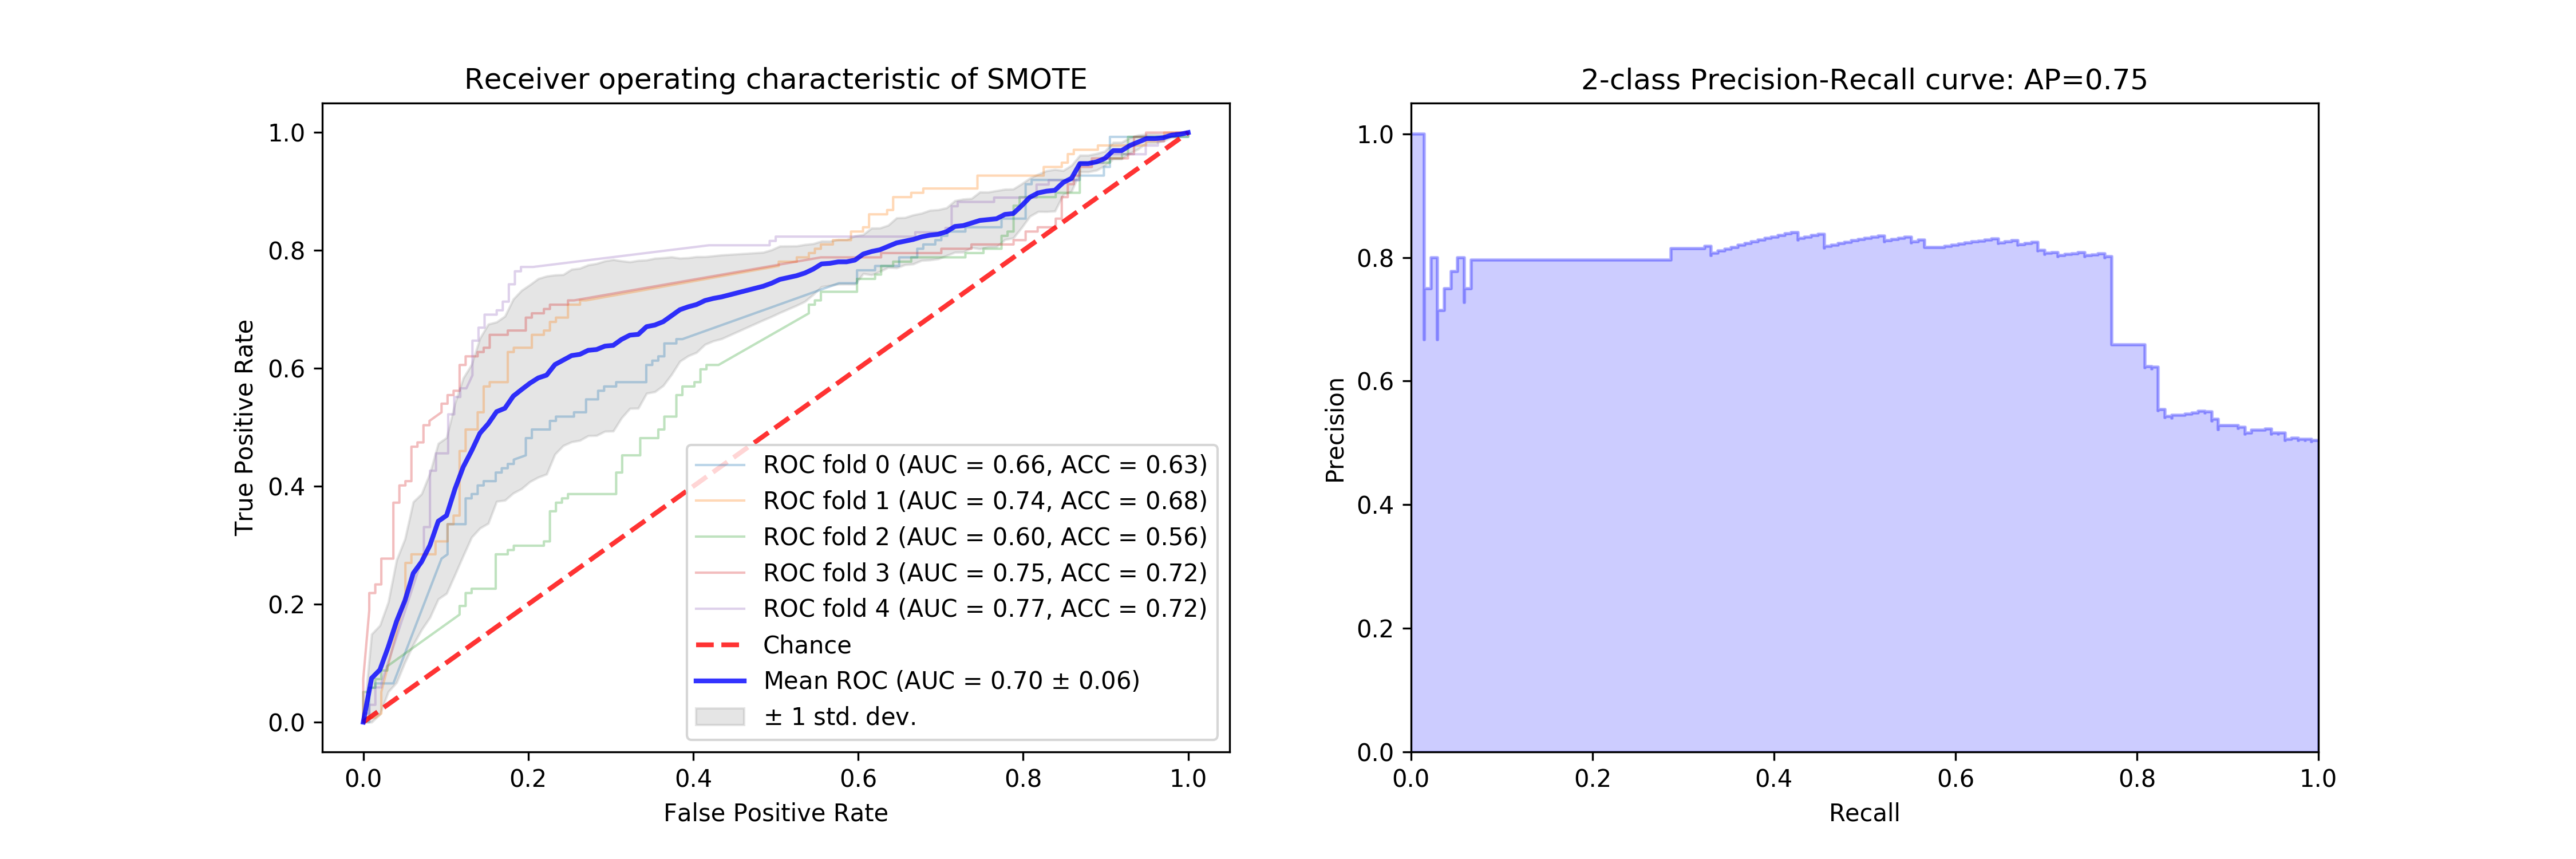 Receiver operating characteristic of SMOTE
True Positive Rate
1.0
0.8
0.6
0.4
0.2
0.0
ROC fold 0 (AUC = 0.66, ACC = 0.63)
ROC fold 1 (AUC = 0.74, ACC = 0.68)
ROC fold 2 (AUC = 0.60, ACC = 0.56)
ROC fold 3 (AUC = 0.75, ACC = 0.72)
ROC fold 4 (AUC = 0.77, ACC = 0.72)
Chance
Mean ROC (AUC = 0.70 ± 0.06)
± 1 std. dev.
0.0 0.2 0.4 0.6 0.8 1.0
False Positive Rate
2-class Precision-Recall curve: AP=0.75
Precision
1.0
0.8
0.6
0.4
0.2
0.0
0.0 0.2 0.4 0.6 0.8 1.0
Recall